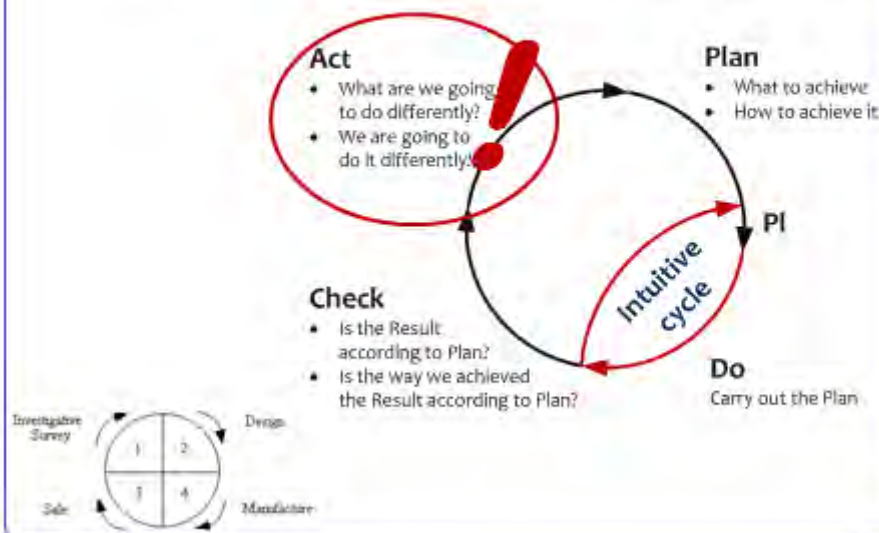 Act
• What are we going
to do differently?
• We are going to
do it differently!
Plan
• What to achieve
• How to achieve it
Pl
Intuitive
cycle
Check
• Is the Result
according to Plan?
• Is the way we achieved
the Result according to Plan?
Do
Carry out the Plan
Investigative
Survey
Design
1
2
3
4
Sale
Manufacture